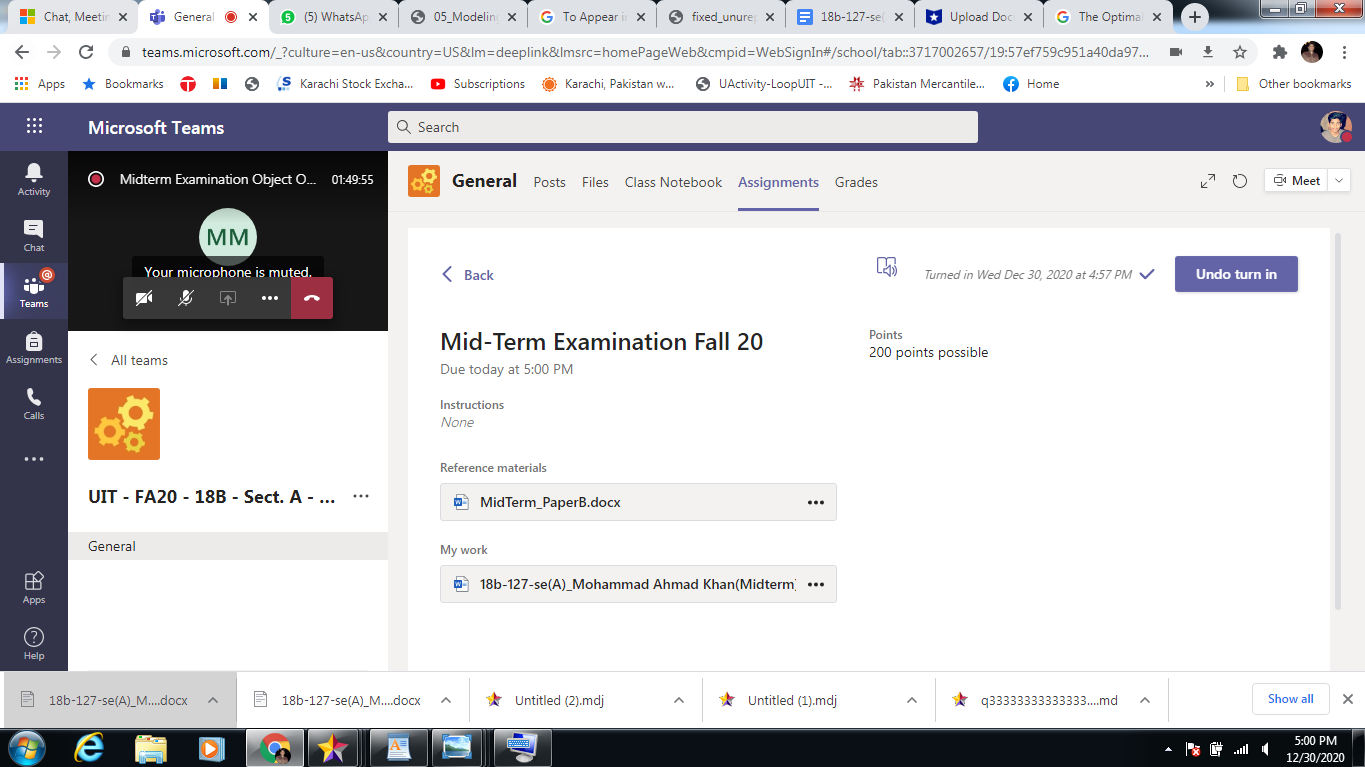 Chat, Meetin
General
(5) WhatsAp
05_Modelin
To Appear in
fixed_unure
18b-127-se(
Upload Doc
The Optima
teams.microsoft.com/_?culture=en-us&country=US&lm=deeplink&lmsrc=homePageWeb&cmpid=WebSignIn#/school/tab::3717002657/19:57ef759c951a40da97...
Apps
Bookmarks
Karachi Stock Excha...
Subscriptions
Karachi, Pakistan w...
UActivity-LoopUIT -...
Pakistan Mercantile...
Home
»
Other bookmarks
Microsoft Teams
Search
Activity
Chat
Teams
Assignments
Calls
Apps
Help
Midterm Examination Object O...
01:49:55
MM
Your microphone is muted.
All teams
UIT - FA20 - 18B - Sect. A - ...
General
General
Posts
Files
Class Notebook
Assignments
Grades
Meet
Back
Turned in Wed Dec 30, 2020 at 4:57 PM
Undo turn in
Mid-Term Examination Fall 20
Due today at 5:00 PM
Points
200 points possible
Instructions
None
Reference materials
MidTerm_PaperB.docx
My work
18b-127-se(A)_Mohammad Ahmad Khan(Midterm)
18b-127-se(A)_M....docx
18b-127-se(A)_M....docx
Untitled (2).mdj
Untitled (1).mdj
q33333333333333....md
Show all
5:00 PM
12/30/2020